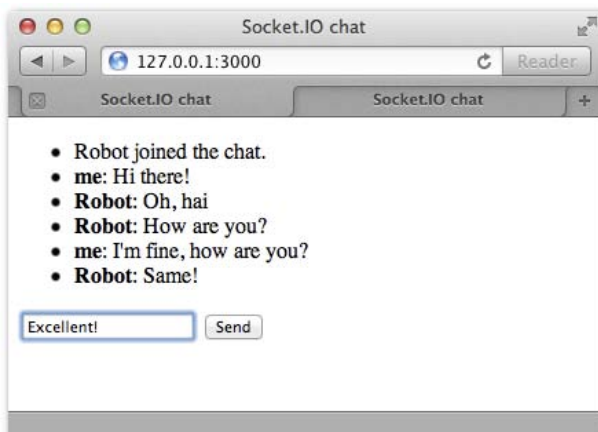 Socket.IO chat
127.0.0.1:3000
Reader
Socket.IO chat
Socket.IO chat
Robot joined the chat.
me: Hi there!
Robot: Oh, hai
Robot: How are you?
me: I'm fine, how are you?
Robot: Same!
Excellent!
Send